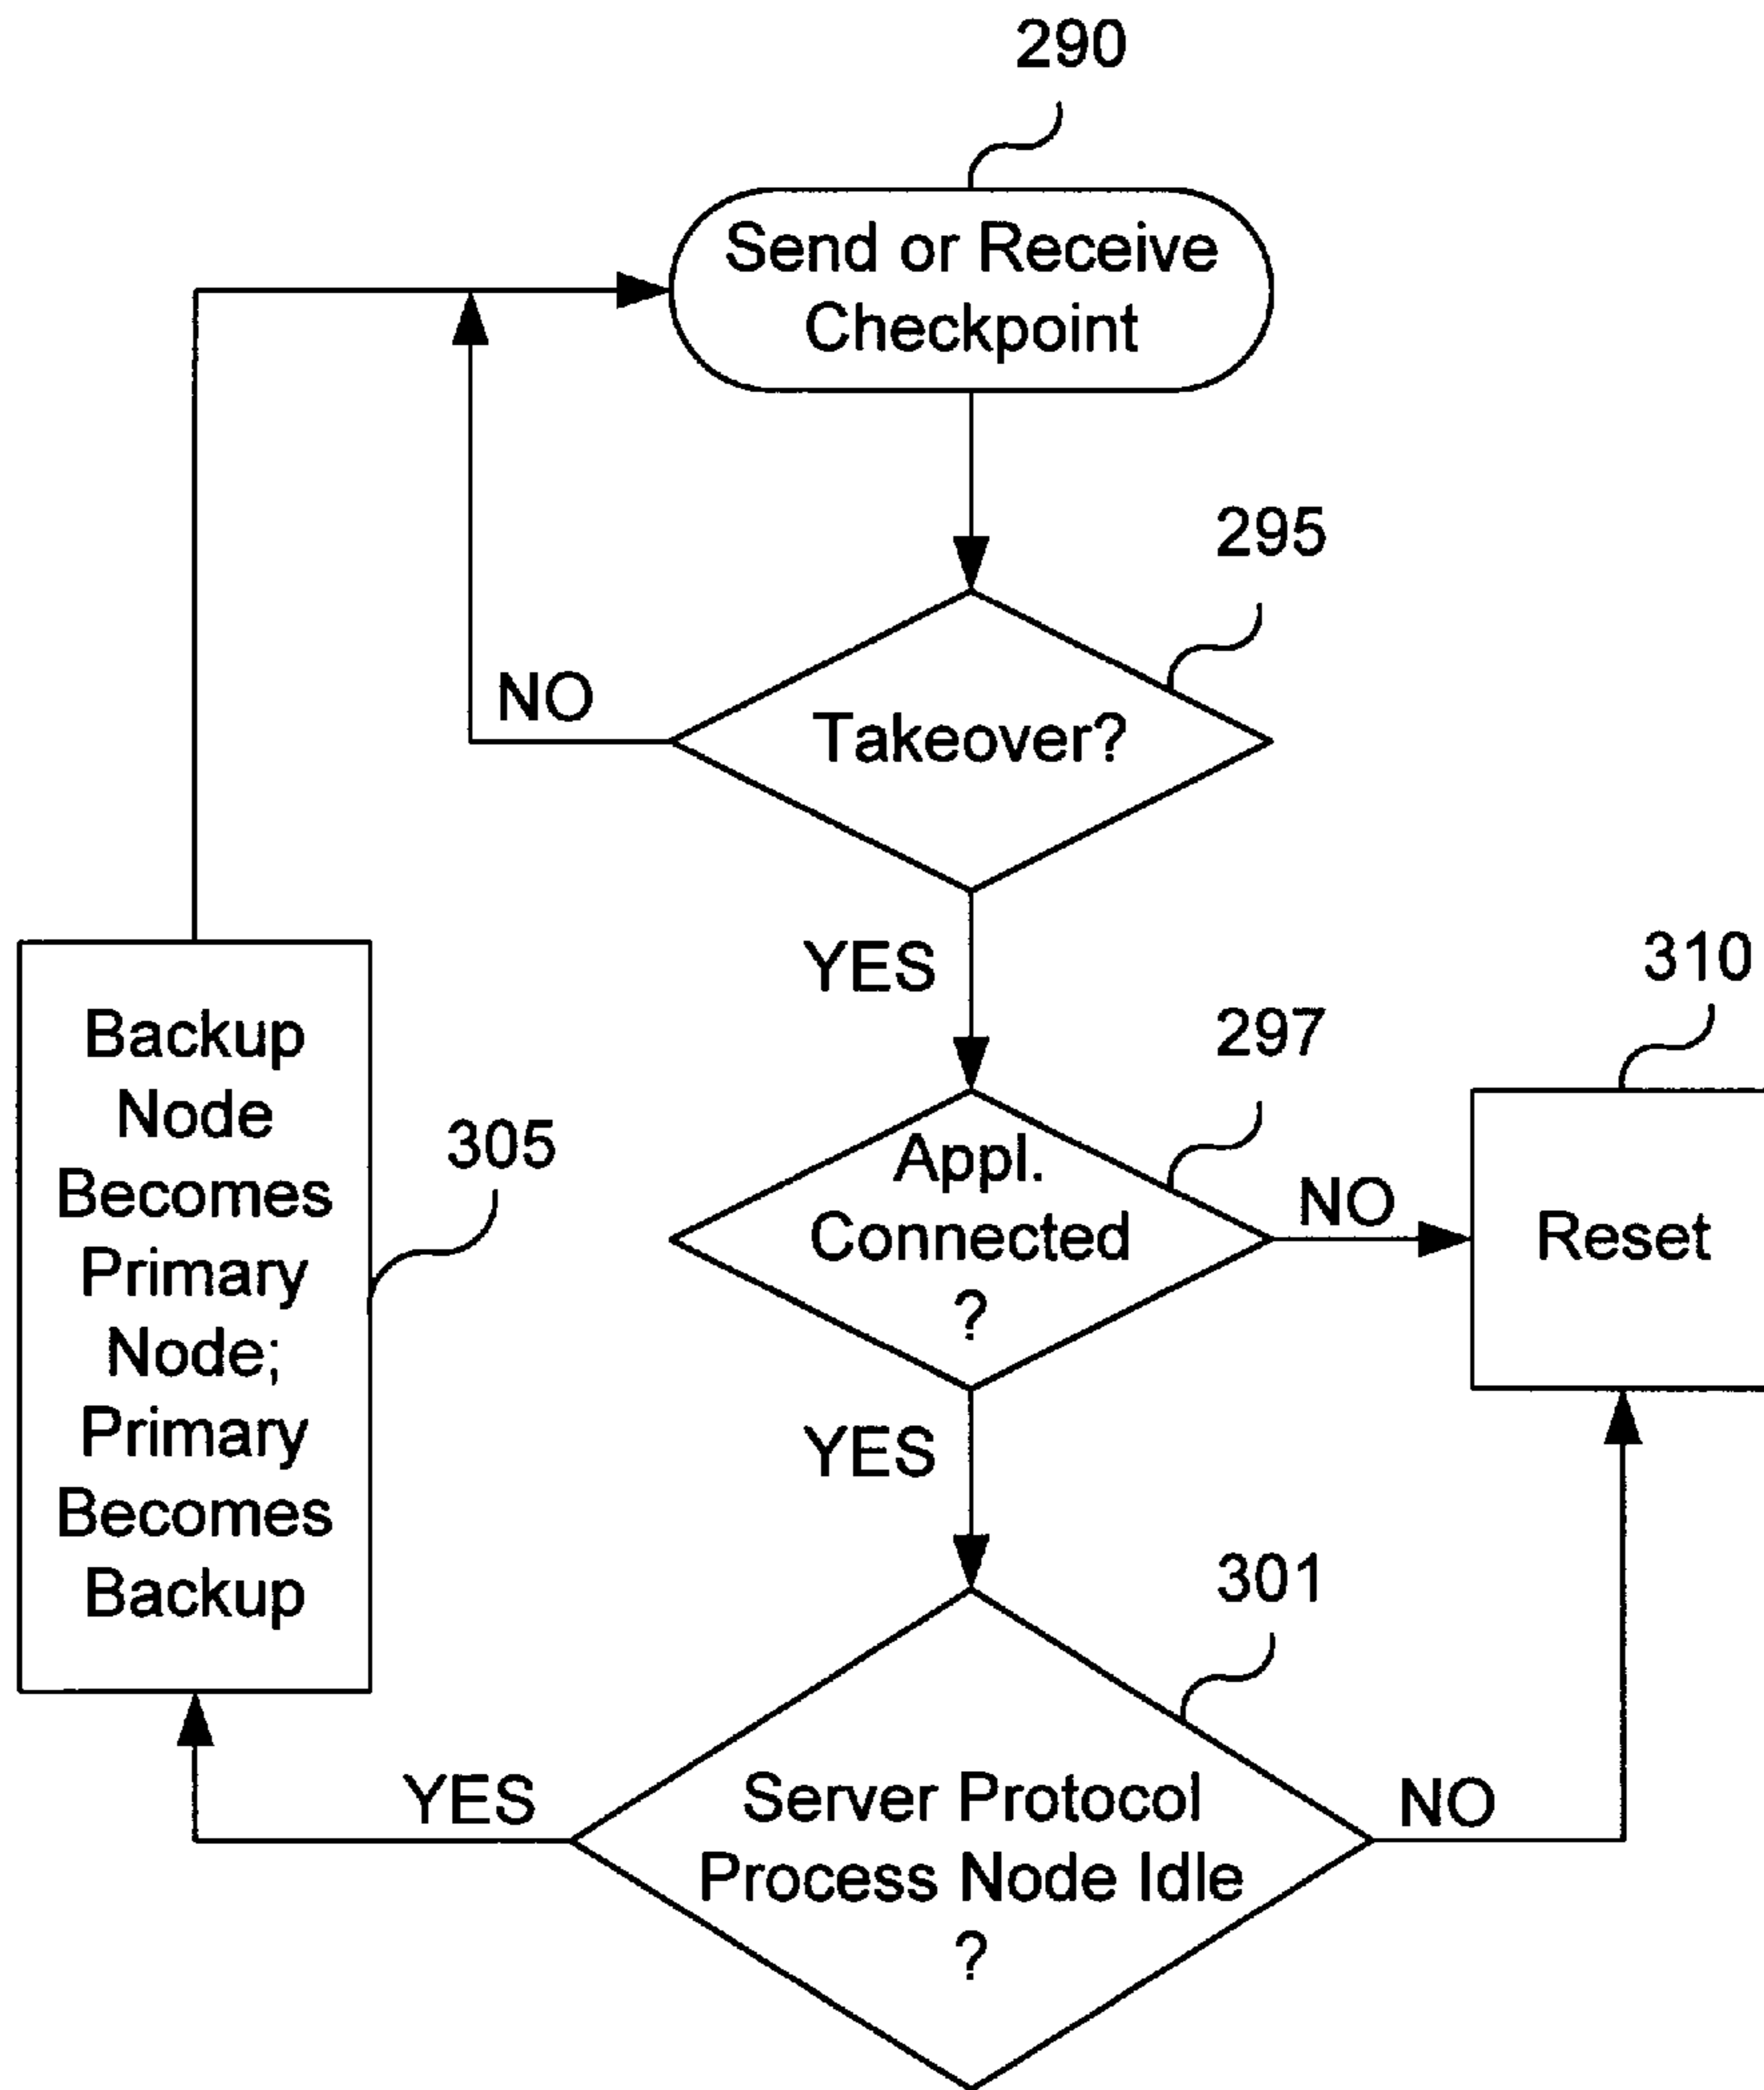 290
Send or Receive
Checkpoint
295
NO
Takeover?
YES
310
297
Backup
Node
Becomes
Primary
Node;
Primary
Becomes
Backup
305
Appl.
Connected
?
NO
Reset
YES
301
YES
Server Protocol
Process Node Idle
?
NO